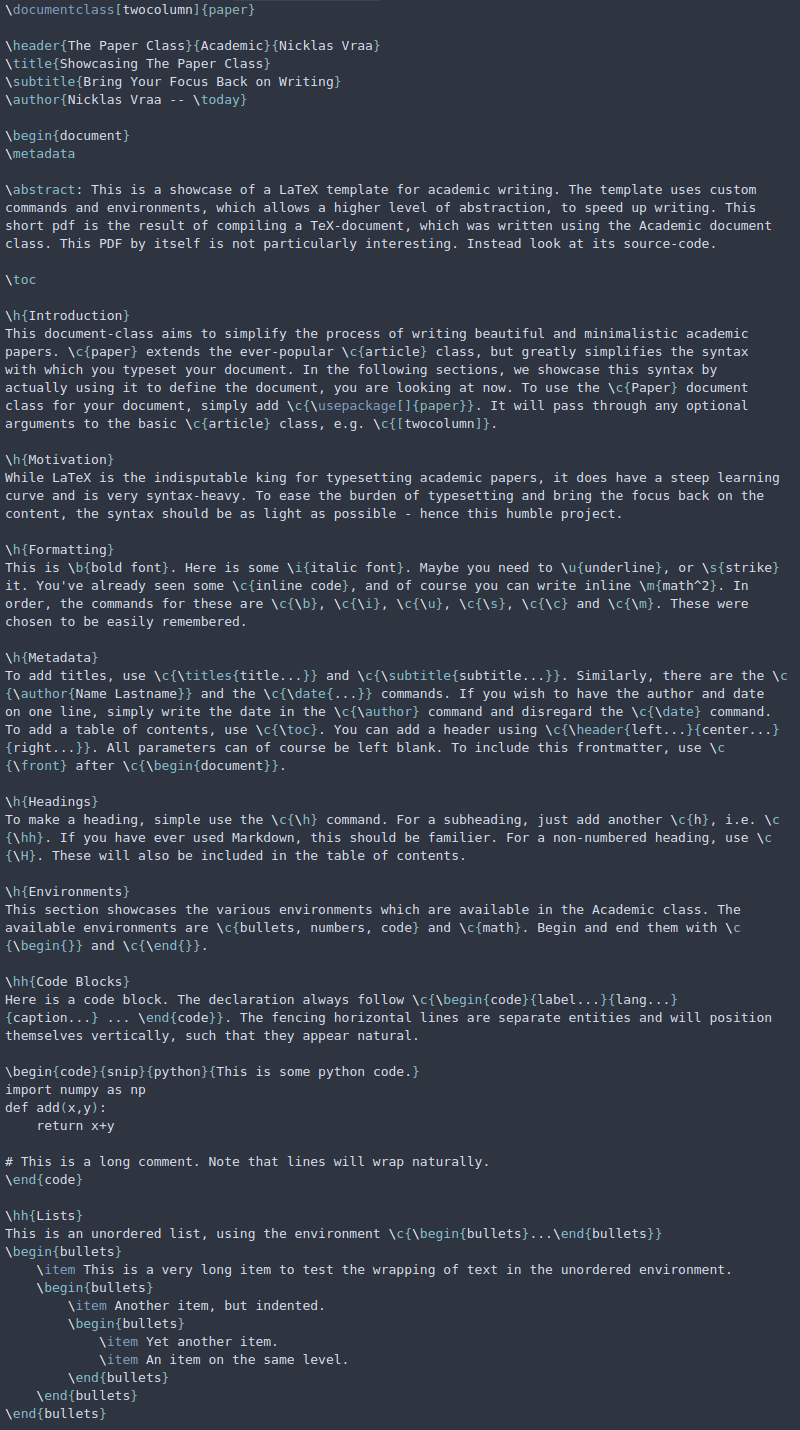 \documentclass[twocolumn]{paper}

\header{The Paper Class}{Academic}{Nicklas Vraa}
\title{Showcasing The Paper Class}
\subtitle{Bring Your Focus Back on Writing}
\author{Nicklas Vraa -- \today}

\begin{document}
\metadata

\abstract: This is a showcase of a LaTeX template for academic writing. The template uses custom
commands and environments, which allows a higher level of abstraction, to speed up writing. This
short pdf is the result of compiling a TeX-document, which was written using the Academic document
class. This PDF by itself is not particularly interesting. Instead look at its source-code.

\toc

\h{Introduction}
This document-class aims to simplify the process of writing beautiful and minimalistic academic
papers. \c{paper} extends the ever-popular \c{article} class, but greatly simplifies the syntax
with which you typeset your document. In the following sections, we showcase this syntax by
actually using it to define the document, you are looking at now. To use the \c{Paper} document
class for your document, simply add \c{\usepackage[]{paper}}. It will pass through any optional
arguments to the basic \c{article} class, e.g. \c{[twocolumn]}.

\h{Motivation}
While LaTeX is the indisputable king for typesetting academic papers, it does have a steep learning
curve and is very syntax-heavy. To ease the burden of typesetting and bring the focus back on the
content, the syntax should be as light as possible - hence this humble project.

\h{Formatting}
This is \b{bold font}. Here is some \i{italic font}. Maybe you need to \u{underline}, or \s{strike}
it. You've already seen some \c{inline code}, and of course you can write inline \m{math^2}. In
order, the commands for these are \c{\b}, \c{\i}, \c{\u}, \c{\s}, \c{\c} and \c{\m}. These were
chosen to be easily remembered.

\h{Metadata}
To add titles, use \c{\titles{title...}} and \c{\subtitle{subtitle...}}. Similarly, there are the \c
{\author{Name Lastname}} and the \c{\date{...}} commands. If you wish to have the author and date
on one line, simply write the date in the \c{\author} command and disregard the \c{\date} command.
To add a table of contents, use \c{\toc}. You can add a header using \c{\header{left...}{center...}
{right...}}. All parameters can of course be left blank. To include this frontmatter, use \c
{\front} after \c{\begin{document}}.

\h{Headings}
To make a heading, simple use the \c{\h} command. For a subheading, just add another \c{h}, i.e. \c
{\hh}. If you have ever used Markdown, this should be familier. For a non-numbered heading, use \c
{\H}. These will also be included in the table of contents.

\h{Environments}
This section showcases the various environments which are available in the Academic class. The
available environments are \c{bullets, numbers, code} and \c{math}. Begin and end them with \c
{\begin{}} and \c{\end{}}.

\hh{Code Blocks}
Here is a code block. The declaration always follow \c{\begin{code}{label...}{lang...}
{caption...} ... \end{code}}. The fencing horizontal lines are separate entities and will position
themselves vertically, such that they appear natural.

\begin{code}{snip}{python}{This is some python code.}
import numpy as np
def add(x,y):
    return x+y

# This is a long comment. Note that lines will wrap naturally.
\end{code}

\hh{Lists}
This is an unordered list, using the environment \c{\begin{bullets}...\end{bullets}}
\begin{bullets}
    \item This is a very long item to test the wrapping of text in the unordered environment.
    \begin{bullets}
        \item Another item, but indented.
        \begin{bullets}
            \item Yet another item.
            \item An item on the same level.
        \end{bullets}
    \end{bullets}
\end{bullets}